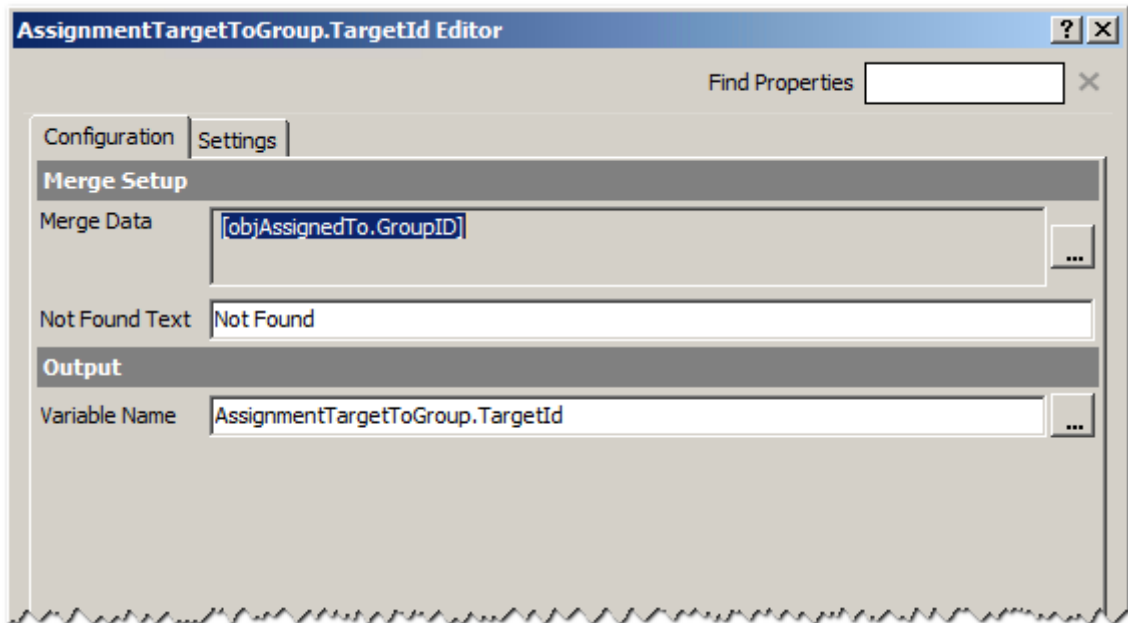 AssignmentTargetToGroup.TargetId Editor
Find Properties
Configuration Settings
Merge Setup
Merge Data [objAssignedTo.GroupID]
...
Not Found Text Not Found
Output
Variable Name AssignmentTargetToGroup.TargetId ...